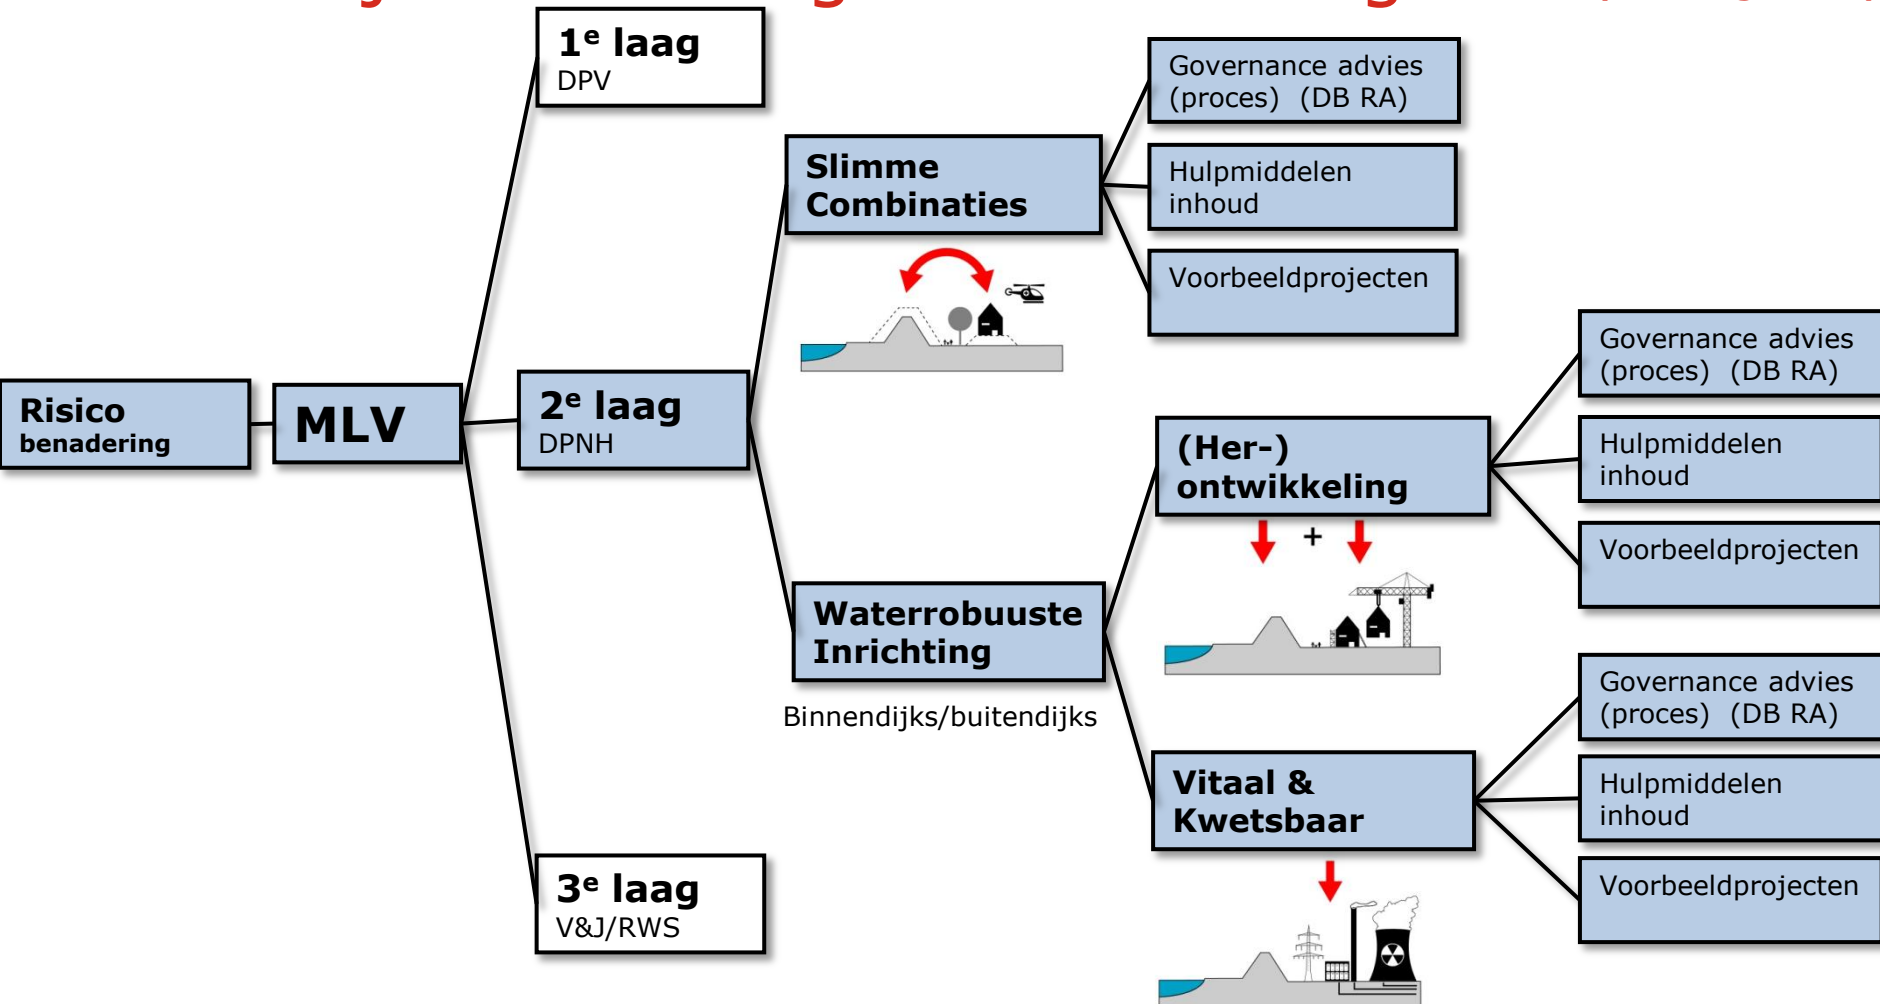 1e laag
DPV
Governance advies
(proces) (DB RA)
Slimme
Combinaties
Hulpmiddelen
inhoud
Voorbeeldprojecten
Risico
benadering
MLV
2e laag
DPNH
(Her-)
ontwikkeling
+
Governance advies
(proces) (DB RA)
Hulpmiddelen
inhoud
Voorbeeldprojecten
Waterrobuuste
Inrichting
Binnendijks/buitendijks
Vitaal &
Kwetsbaar
Governance advies
(proces) (DB RA)
Hulpmiddelen
inhoud
Voorbeeldprojecten
3e laag
V&J/RWS